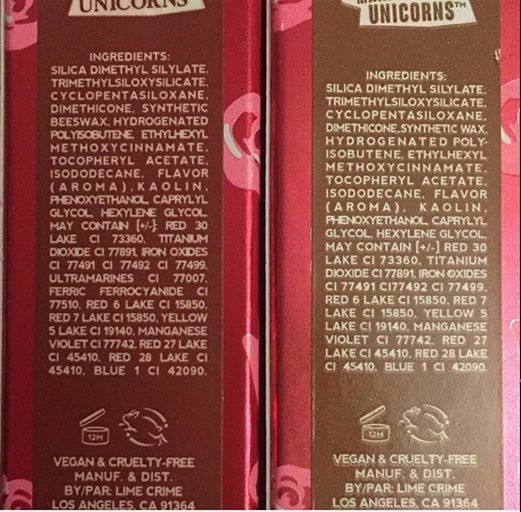 UNICORNS
INGREDIENTS:
SILICA DIMETHYL SILYLATE,
TRIMETHYLSILOXYSILICATE,
CYCLOPENTASILOXANE,
DIMETHICONE, SYNTHETIC
BEESWAX, HYDROGENATED
POLYISOBUTENE, ETHYLHEXYL
METHOXYCINNAMATE,
TOCOPHERYL ACETATE,
ISODODECANE, FLAVOR
(AROMA), KAOLIN,
PHENOXYETHANOL, CAPRYLYL
GLYCOL, HEXYLENE GLYCOL.
MAY CONTAIN [+/-]: RED 30
LAKE CI 73360, TITANIUM
DIOXIDE CI 77891, IRON OXIDES
CI 77491 CI 77492 CI 77499,
ULTRAMARINES CI 77007,
FERRIC FERROCYANIDE CI
77510, RED 6 LAKE CI 15850,
RED 7 LAKE CI 15850, YELLOW
5 LAKE CI 19140, MANGANESE
VIOLET CI 77742, RED 27 LAKE
CI 45410, RED 28 LAKE CI
45410, BLUE 1 CI 42090.
12M
VEGAN & CRUELTY-FREE
MANUF. & DIST.
BY/PAR: LIME CRIME
LOS ANGELES, CA 91364
UNICORNS™
INGREDIENTS:
SILICA DIMETHYL SILYLATE,
TRIMETHYLSILOXYSILICATE,
CYCLOPENTASILOXANE,
DIMETHICONE, SYNTHETIC WAX,
HYDROGENATED POLY-
ISOBUTENE, ETHYLHEXYL
METHOXYCINNAMATE,
TOCOPHERYL ACETATE,
ISODODECANE, FLAVOR
(AROMA), KAOLIN,
PHENOXYETHANOL, CAPRYLYL
GLYCOL, HEXYLENE GLYCOL.
MAY CONTAIN [+/-] RED 30
LAKE CI 73360, TITANIUM
DIOXIDE CI 77891, IRON OXIDES
CI 77491 CI77492 CI 77499.
RED 6 LAKE CI 15850, RED 7
LAKE CI 15850, YELLOW 5
LAKE CI 19140, MANGANESE
VIOLET CI 77742, RED 27
LAKE CI 45410, RED 28 LAKE
CI 45410, BLUE 1 CI 42090.
12M
VEGAN & CRUELTY-FREE
MANUF. & DIST.
BY/PAR: LIME CRIME
LOS ANGELES, CA 91364